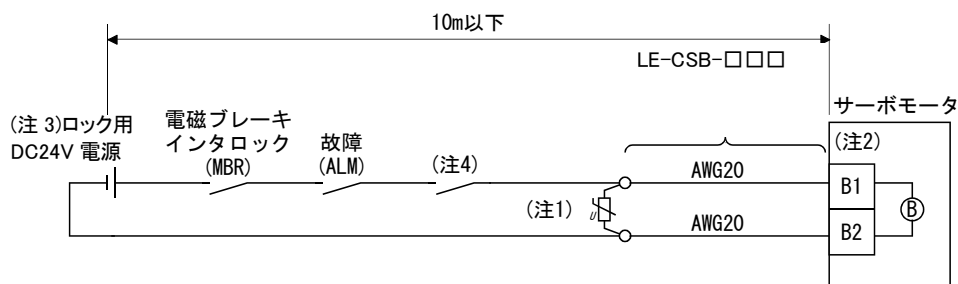 10m以下
LE-CSB-□□□
サーボモータ
(注 3)ロック用
DC24V 電源
電磁ブレーキ
インタロック
(MBR)
故障
(ALM)
(注4)
(注2)
AWG20
B1
(注1)
U
B
AWG20
B2